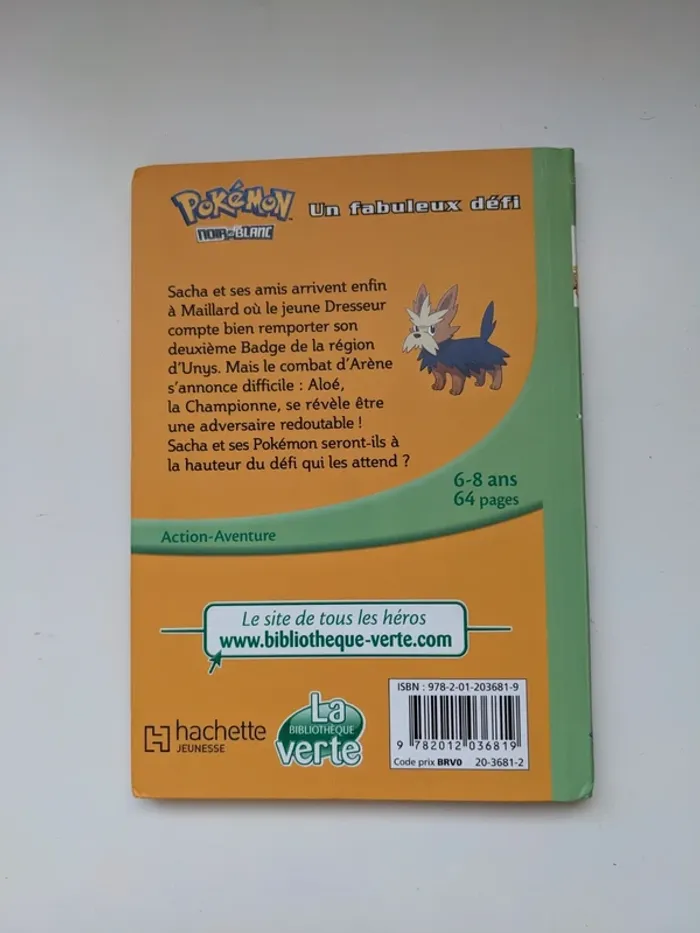 POKÉMON
NOIR et BLANC
Un fabuleux défi
Sacha et ses amis arrivent enfin
à Maillard où le jeune Dresseur
compte bien remporter son
deuxième Badge de la région
d'Unys. Mais le combat d'Arène
s'annonce difficile : Aloé,
la Championne, se révèle être
une adversaire redoutable !
Sacha et ses Pokémon seront-ils à
la hauteur du défi qui les attend ?
6-8 ans
64 pages
Action-Aventure
Le site de tous les héros
www.bibliotheque-verte.com
hachette
JEUNESSE
La
BIBLIOTHÈQUE
verte
ISBN : 978-2-01-203681-9
9 782012 036819
Code prix BRV0 20-3681-2